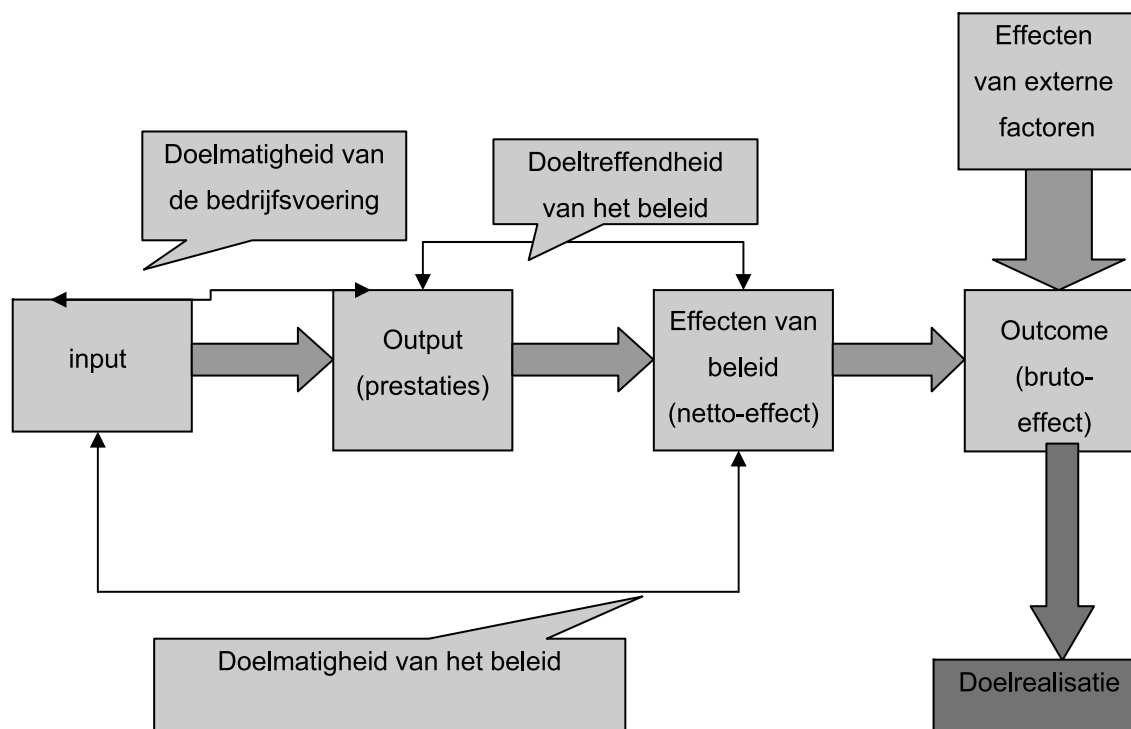 Effecten
van externe
factoren
Doelmatigheid van
de bedrijfsvoering
Doeltreffendheid
van het beleid
input
Output
(prestaties)
Effecten van
beleid
(netto-effect)
Outcome
(bruto-
effect)
Doelmatigheid van het beleid
Doelrealisatie